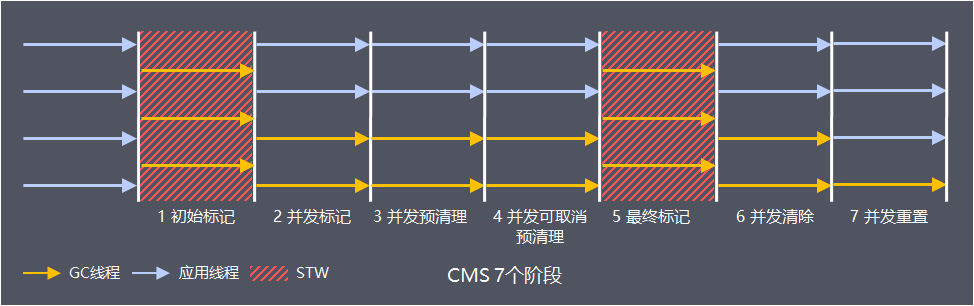 1 初始标记
2 并发标记
3 并发预清理
4 并发可取消
预清理
5 最终标记
6 并发清除
7 并发重置
GC线程
应用线程
STW
CMS 7个阶段